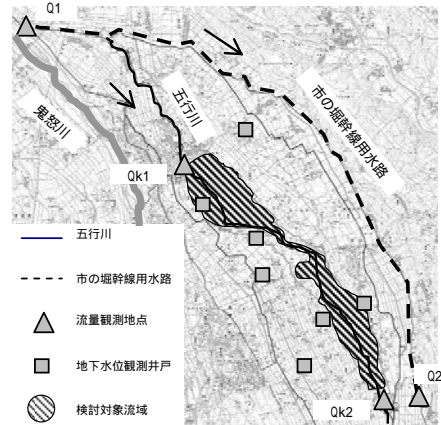 Q1
五行川
市の堀幹線用水路
鬼怒川
Qk1
五行川
市の堀幹線用水路
流量観測地点
地下水位観測井戸
検討対象流域
Q2
Qk2